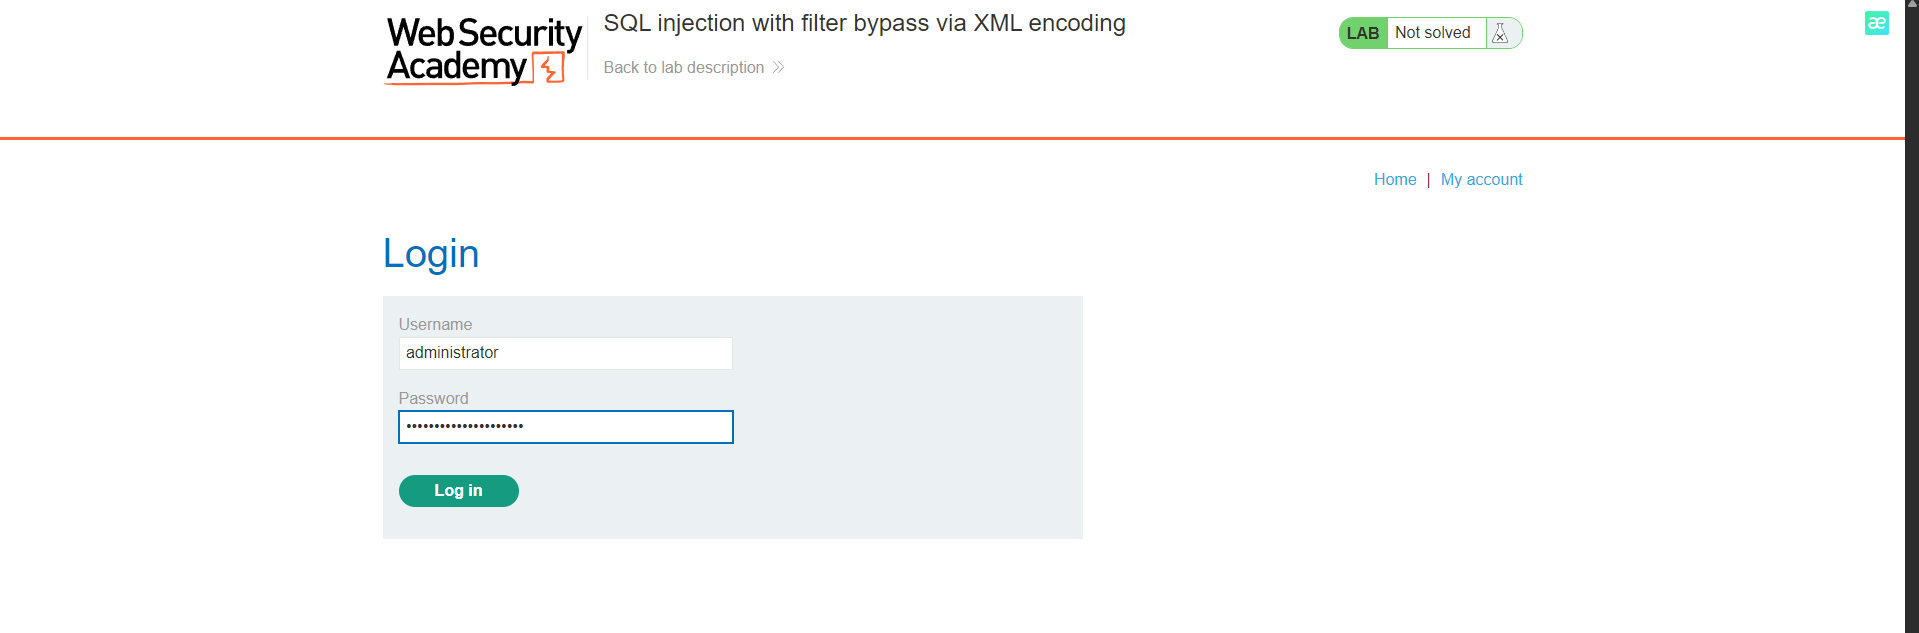 Web Security
Academy
SQL injection with filter bypass via XML encoding
Back to lab description
LAB Not solved
æ
Home | My account
Login
Username
administrator
Password
•••••••••••••••••••••
Log in